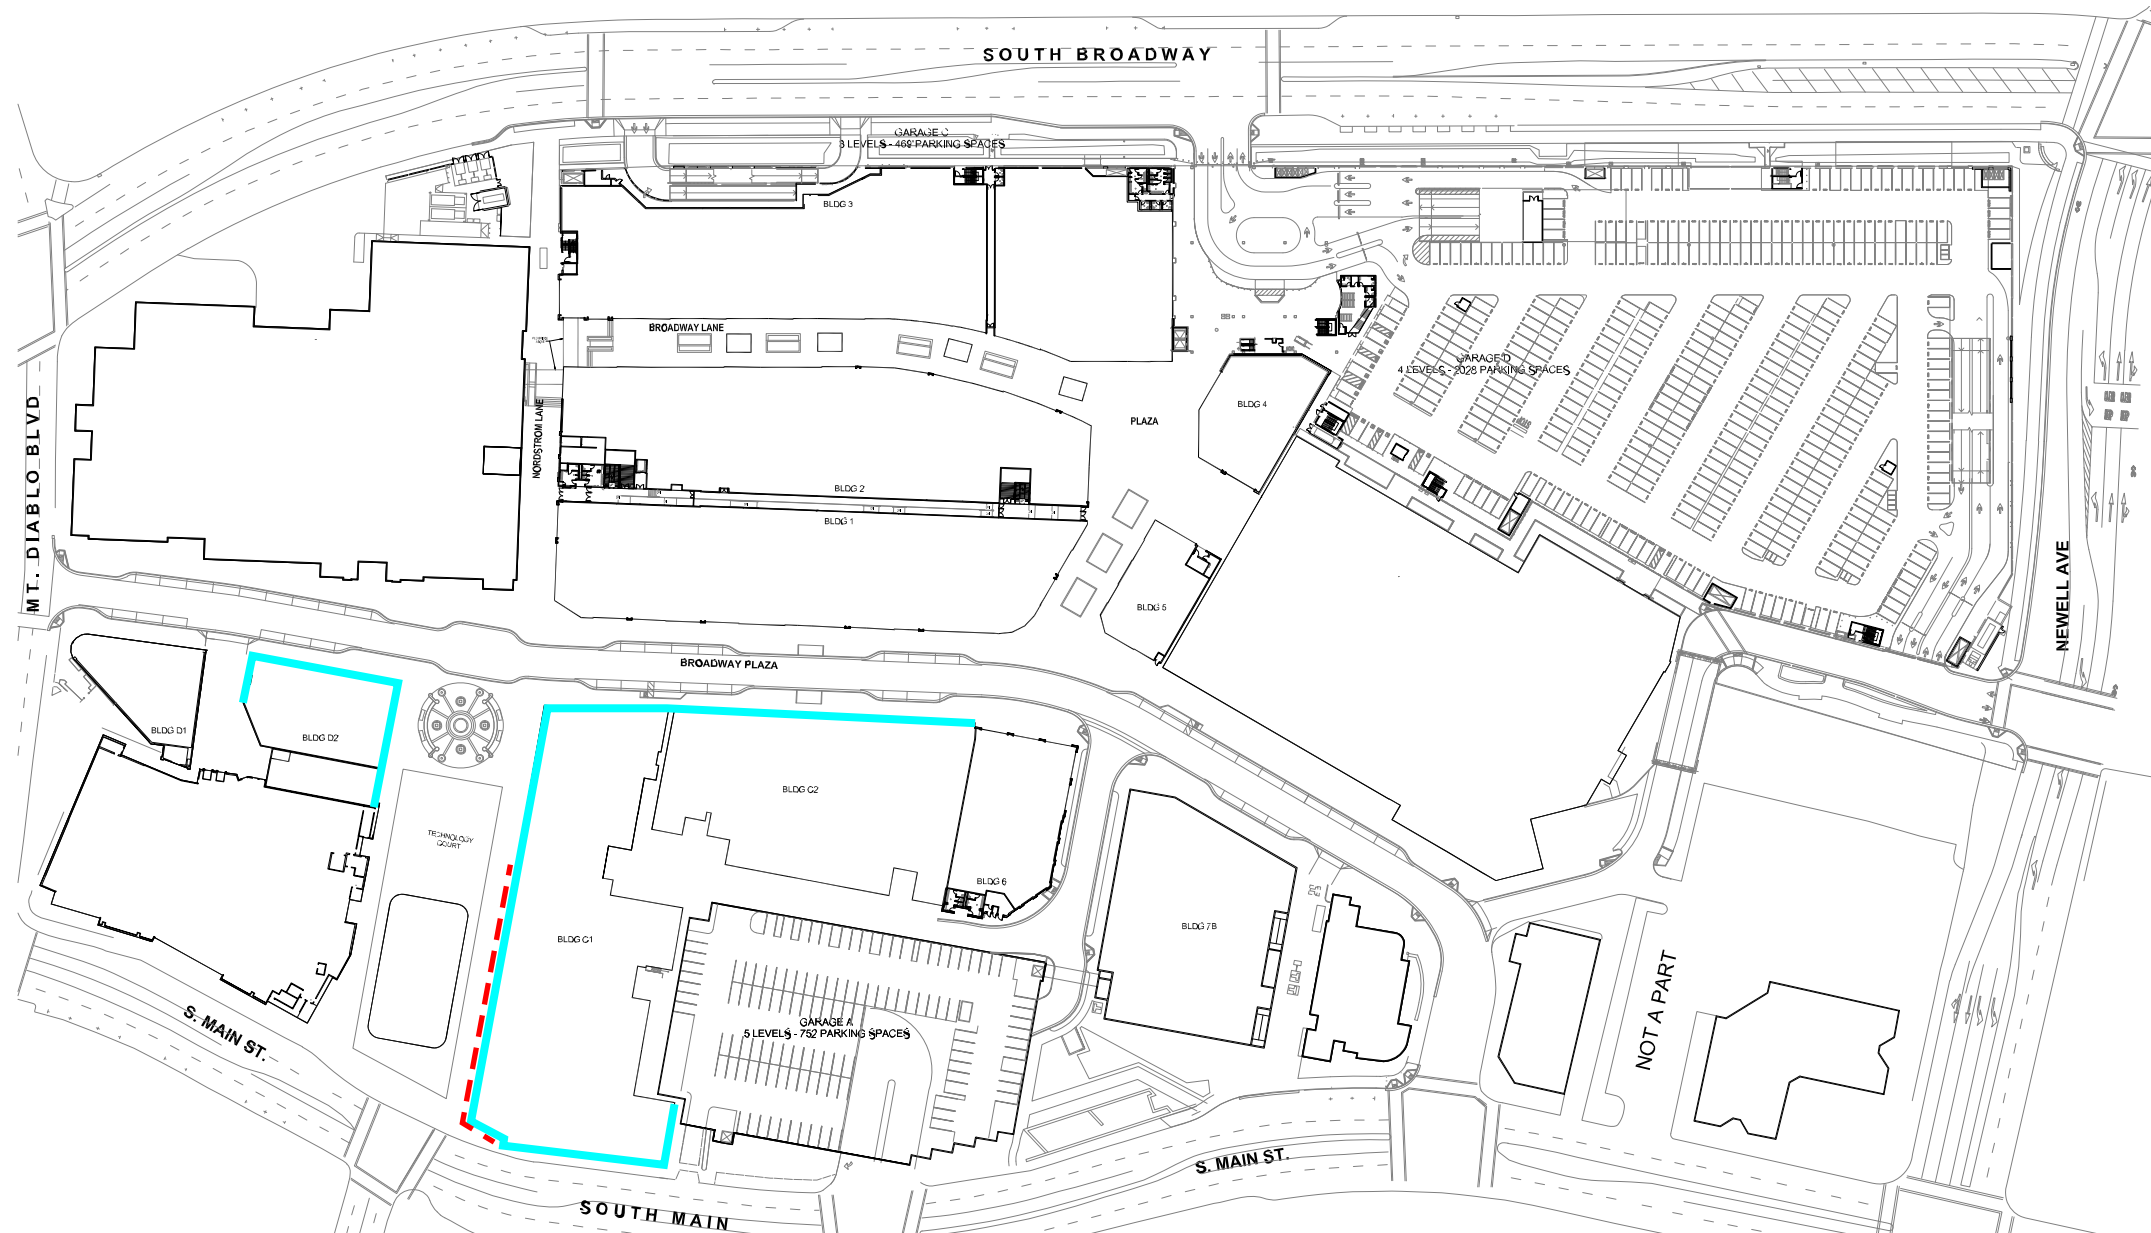 SOUTH BROADWAY
GARAGE C
3 LEVELS - 469 PARKING SPACES
BLDG 3
BROADWAY LANE
GARAGE D
4 LEVELS - 2028 PARKING SPACES
BLDG 4
PLAZA
MT. DIABLO BLVD
NORDSTROM LANE
BLDG 2
BLDG 1
STOP
BLDG 5
NEWELL AVE
BROADWAY PLAZA
BLDG D1
BLDG D2
BLDG C2
TECHNOLOGY
COURT
BLDG 6
BLDG C1
BLDG 7B
GARAGE A
5 LEVELS - 752 PARKING SPACES
NOT A PART
S. MAIN ST.
S. MAIN ST.
SOUTH MAIN